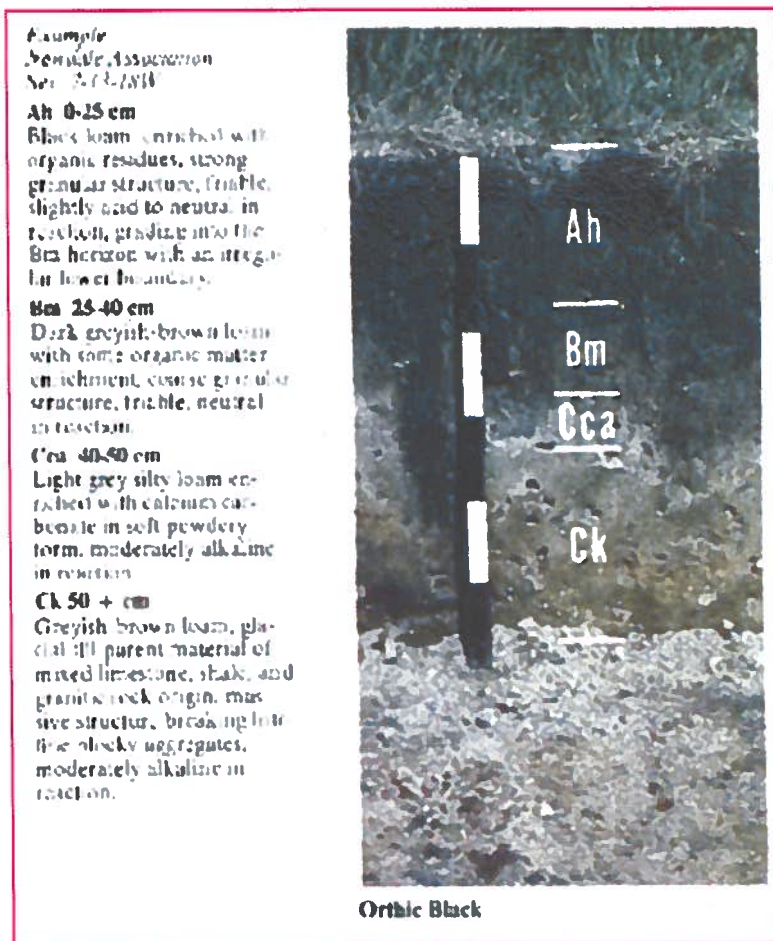 Example
Newdale Association
Ah 0-25 cm
Black loam enriched with
organic residues, strong
granular structure, friable,
slightly acid to neutral in
reaction, grading into the
Bm horizon with an irregu-
lar lower boundary.
Bm 25-40 cm
Dark greyish-brown loam
with some organic matter
enrichment, coarse granular
structure, friable, neutral
in reaction.
Cca 40-50 cm
Light grey silty loam en-
riched with calcium car-
bonate in soft powdery
form, moderately alkaline
in reaction
Ck 50 + cm
Greyish brown loam, gla-
cial till parent material of
mixed limestone, shale, and
granitic rock origin, mas
sive structur, breaking into
fine blocky aggregates,
moderately alkaline in
reaction.
Ah
Bm
Cca
Ck
Orthic Black